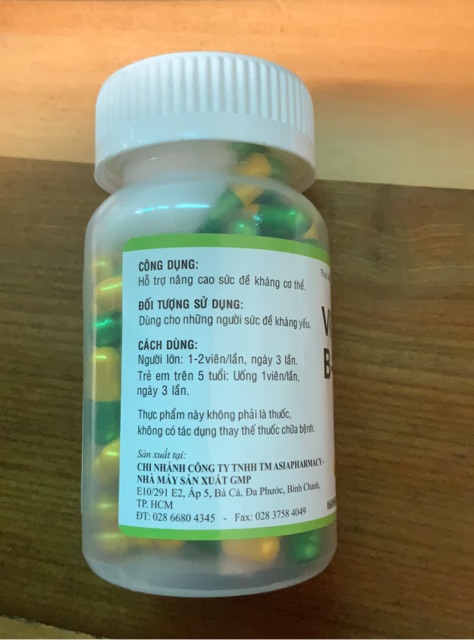 CÔNG DỤNG:
Hỗ trợ nâng cao sức đề kháng cơ thể.
ĐỐI TƯỢNG SỬ DỤNG:
Dùng cho những người sức đề kháng yếu.
CÁCH DÙNG:
Người lớn: 1-2viên/lần, ngày 3 lần.
Trẻ em trên 5 tuổi: Uống 1viên/lần,
ngày 3 lần.
Thực phẩm này không phải là thuốc,
không có tác dụng thay thế thuốc chữa bệnh.
Sản xuất tại:
CHI NHÁNH CÔNG TY TNHH TM ASIAPHARMACY-
NHÀ MÁY SẢN XUẤT GMP
E10/291 E2, Ấp 5, Bà Cả, Đa Phước, Bình Chánh,
TP. HCM
ĐT: 028 6680 4345 - Fax: 028 3758 4049